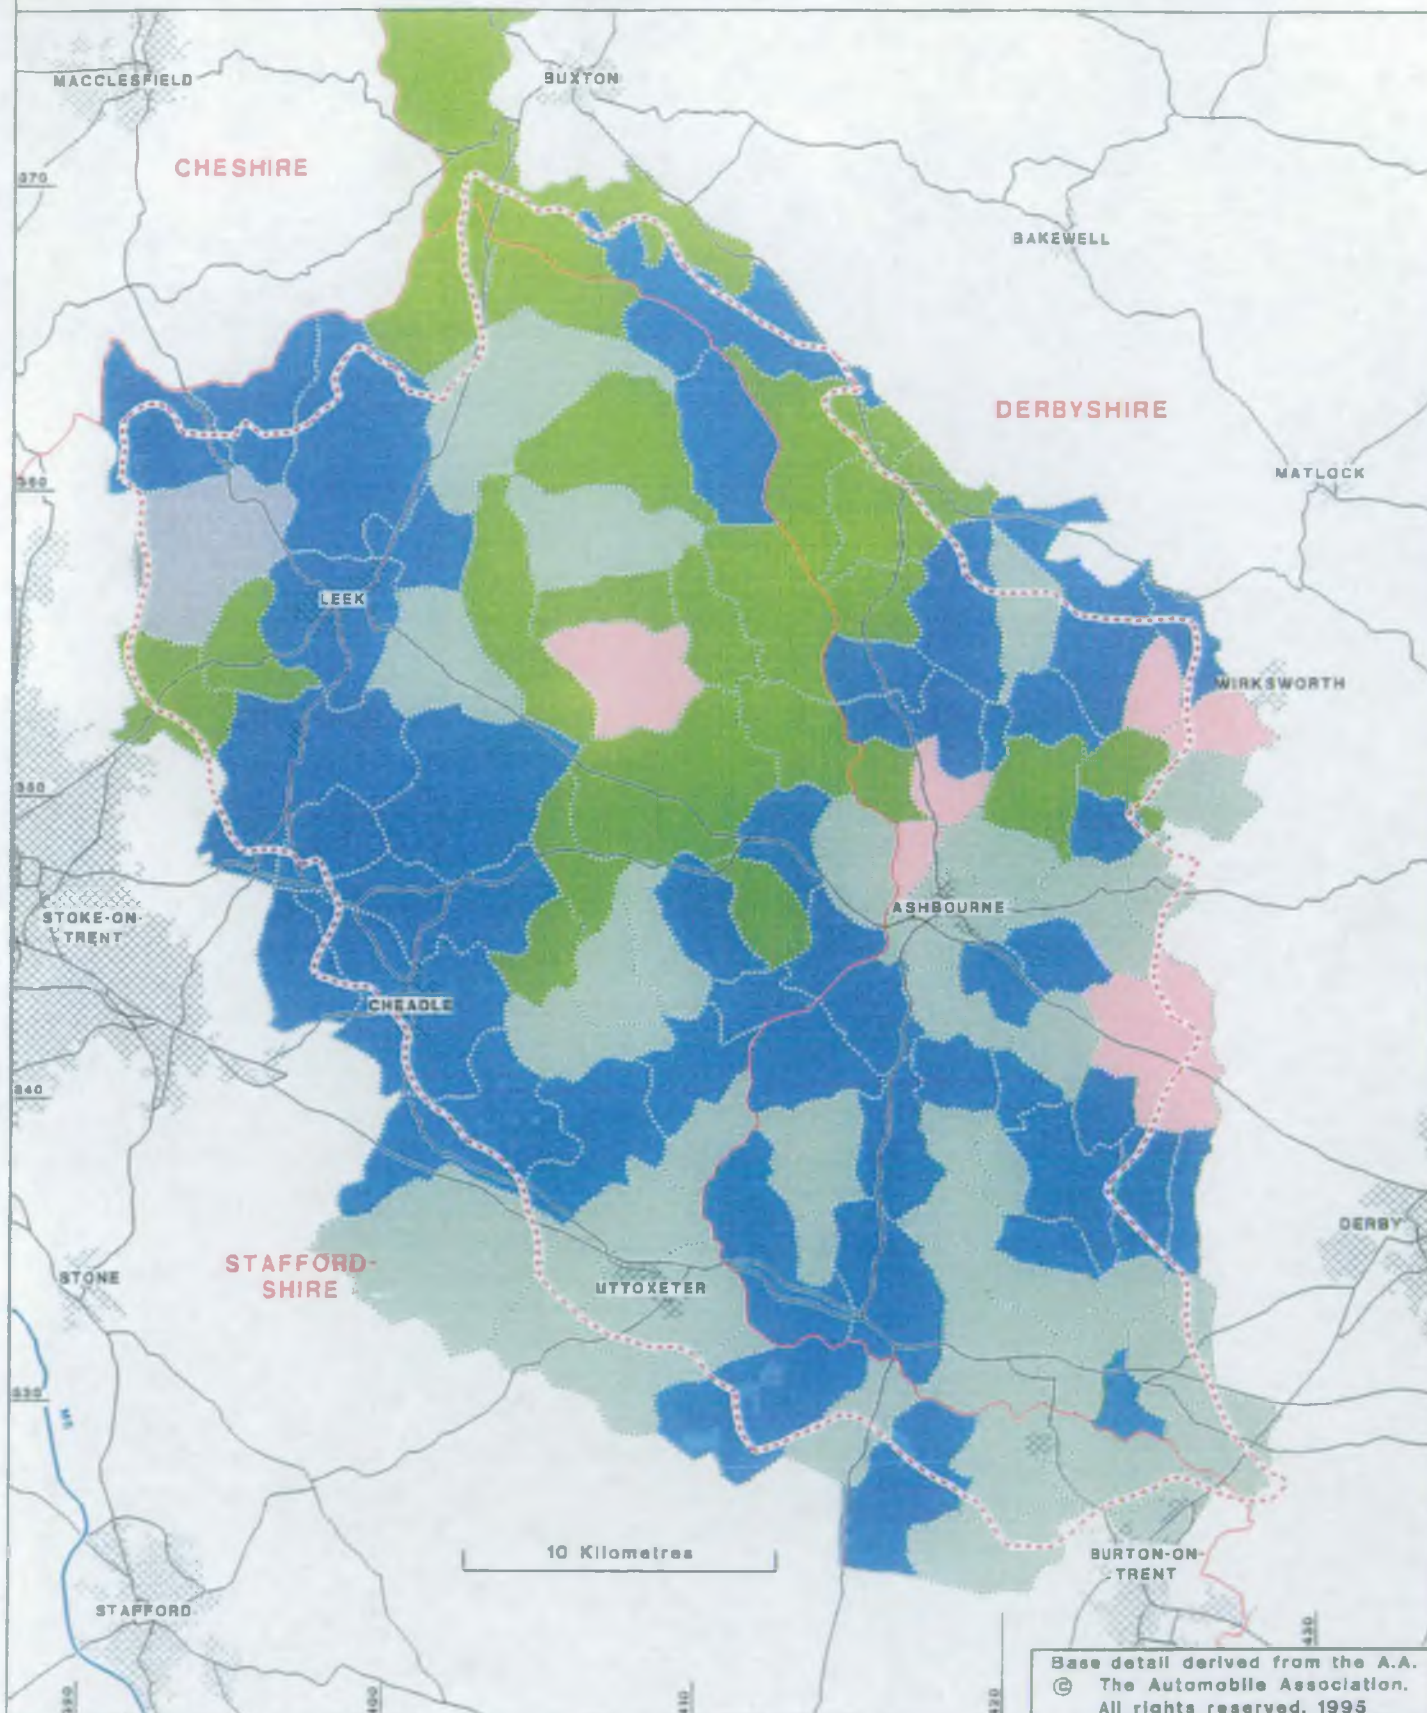 MACCLESFIELD
BUXTON
CHESHIRE
370
BAKEWELL
DERBYSHIRE
MATLOCK
360
LEEK
WIRKSWORTH
350
ASHBOURNE
STOKE-ON-
TRENT
CHEADLE
340
DERBY
STAFFORD-
SHIRE
STONE
UTTOXETER
330
M6
10 Kilometres
BURTON-ON-
TRENT
STAFFORD
390
400
410
420
430
Base detail derived from the A.A.
© The Automobile Association.
All rights reserved. 1995